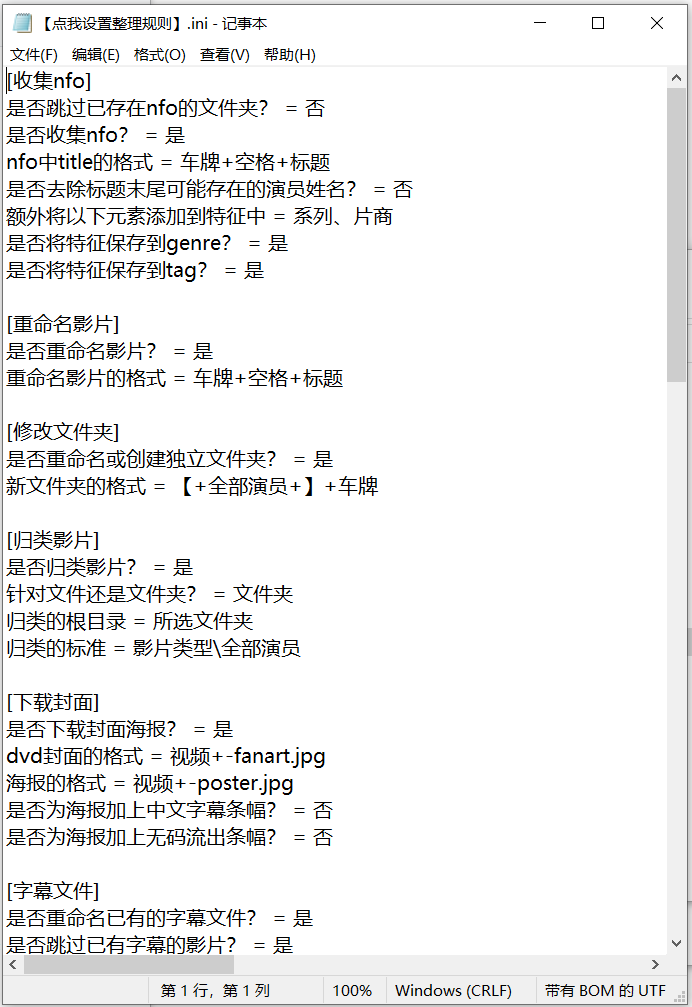 【点我设置整理规则】.ini - 记事本
文件(F) 编辑(E) 格式(O) 查看(V) 帮助(H)
[收集nfo]
是否跳过已存在nfo的文件夹？ = 否
是否收集nfo？ = 是
nfo中title的格式 = 车牌+空格+标题
是否去除标题末尾可能存在的演员姓名？ = 否
额外将以下元素添加到特征中 = 系列、片商
是否将特征保存到genre？ = 是
是否将特征保存到tag？ = 是
[重命名影片]
是否重命名影片？ = 是
重命名影片的格式 = 车牌+空格+标题
[修改文件夹]
是否重命名或创建独立文件夹？ = 是
新文件夹的格式 = 【+全部演员+】+车牌
[归类影片]
是否归类影片？ = 是
针对文件还是文件夹？ = 文件夹
归类的根目录 = 所选文件夹
归类的标准 = 影片类型\全部演员
[下载封面]
是否下载封面海报？ = 是
dvd封面的格式 = 视频+-fanart.jpg
海报的格式 = 视频+-poster.jpg
是否为海报加上中文字幕条幅？ = 否
是否为海报加上无码流出条幅？ = 否
[字幕文件]
是否重命名已有的字幕文件？ = 是
是否跳过已有字幕的影片？ = 是
第 1 行，第 1 列 100% Windows (CRLF) 带有 BOM 的 UTF